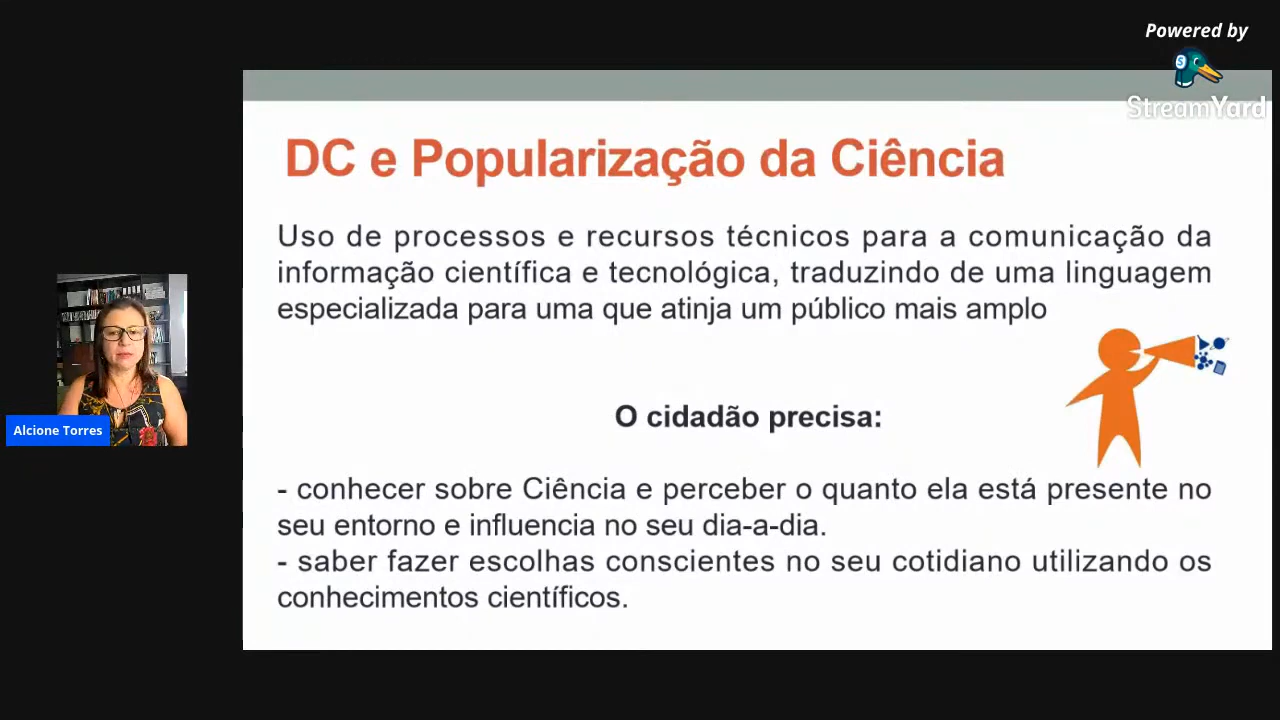 Powered by
StreamYard
DC e Popularização da Ciência
Uso de processos e recursos técnicos para a comunicação da
informação científica e tecnológica, traduzindo de uma linguagem
especializada para uma que atinja um público mais amplo
O cidadão precisa:
- conhecer sobre Ciência e perceber o quanto ela está presente no
seu entorno e influencia no seu dia-a-dia.
- saber fazer escolhas conscientes no seu cotidiano utilizando os
conhecimentos científicos.
Alcione Torres